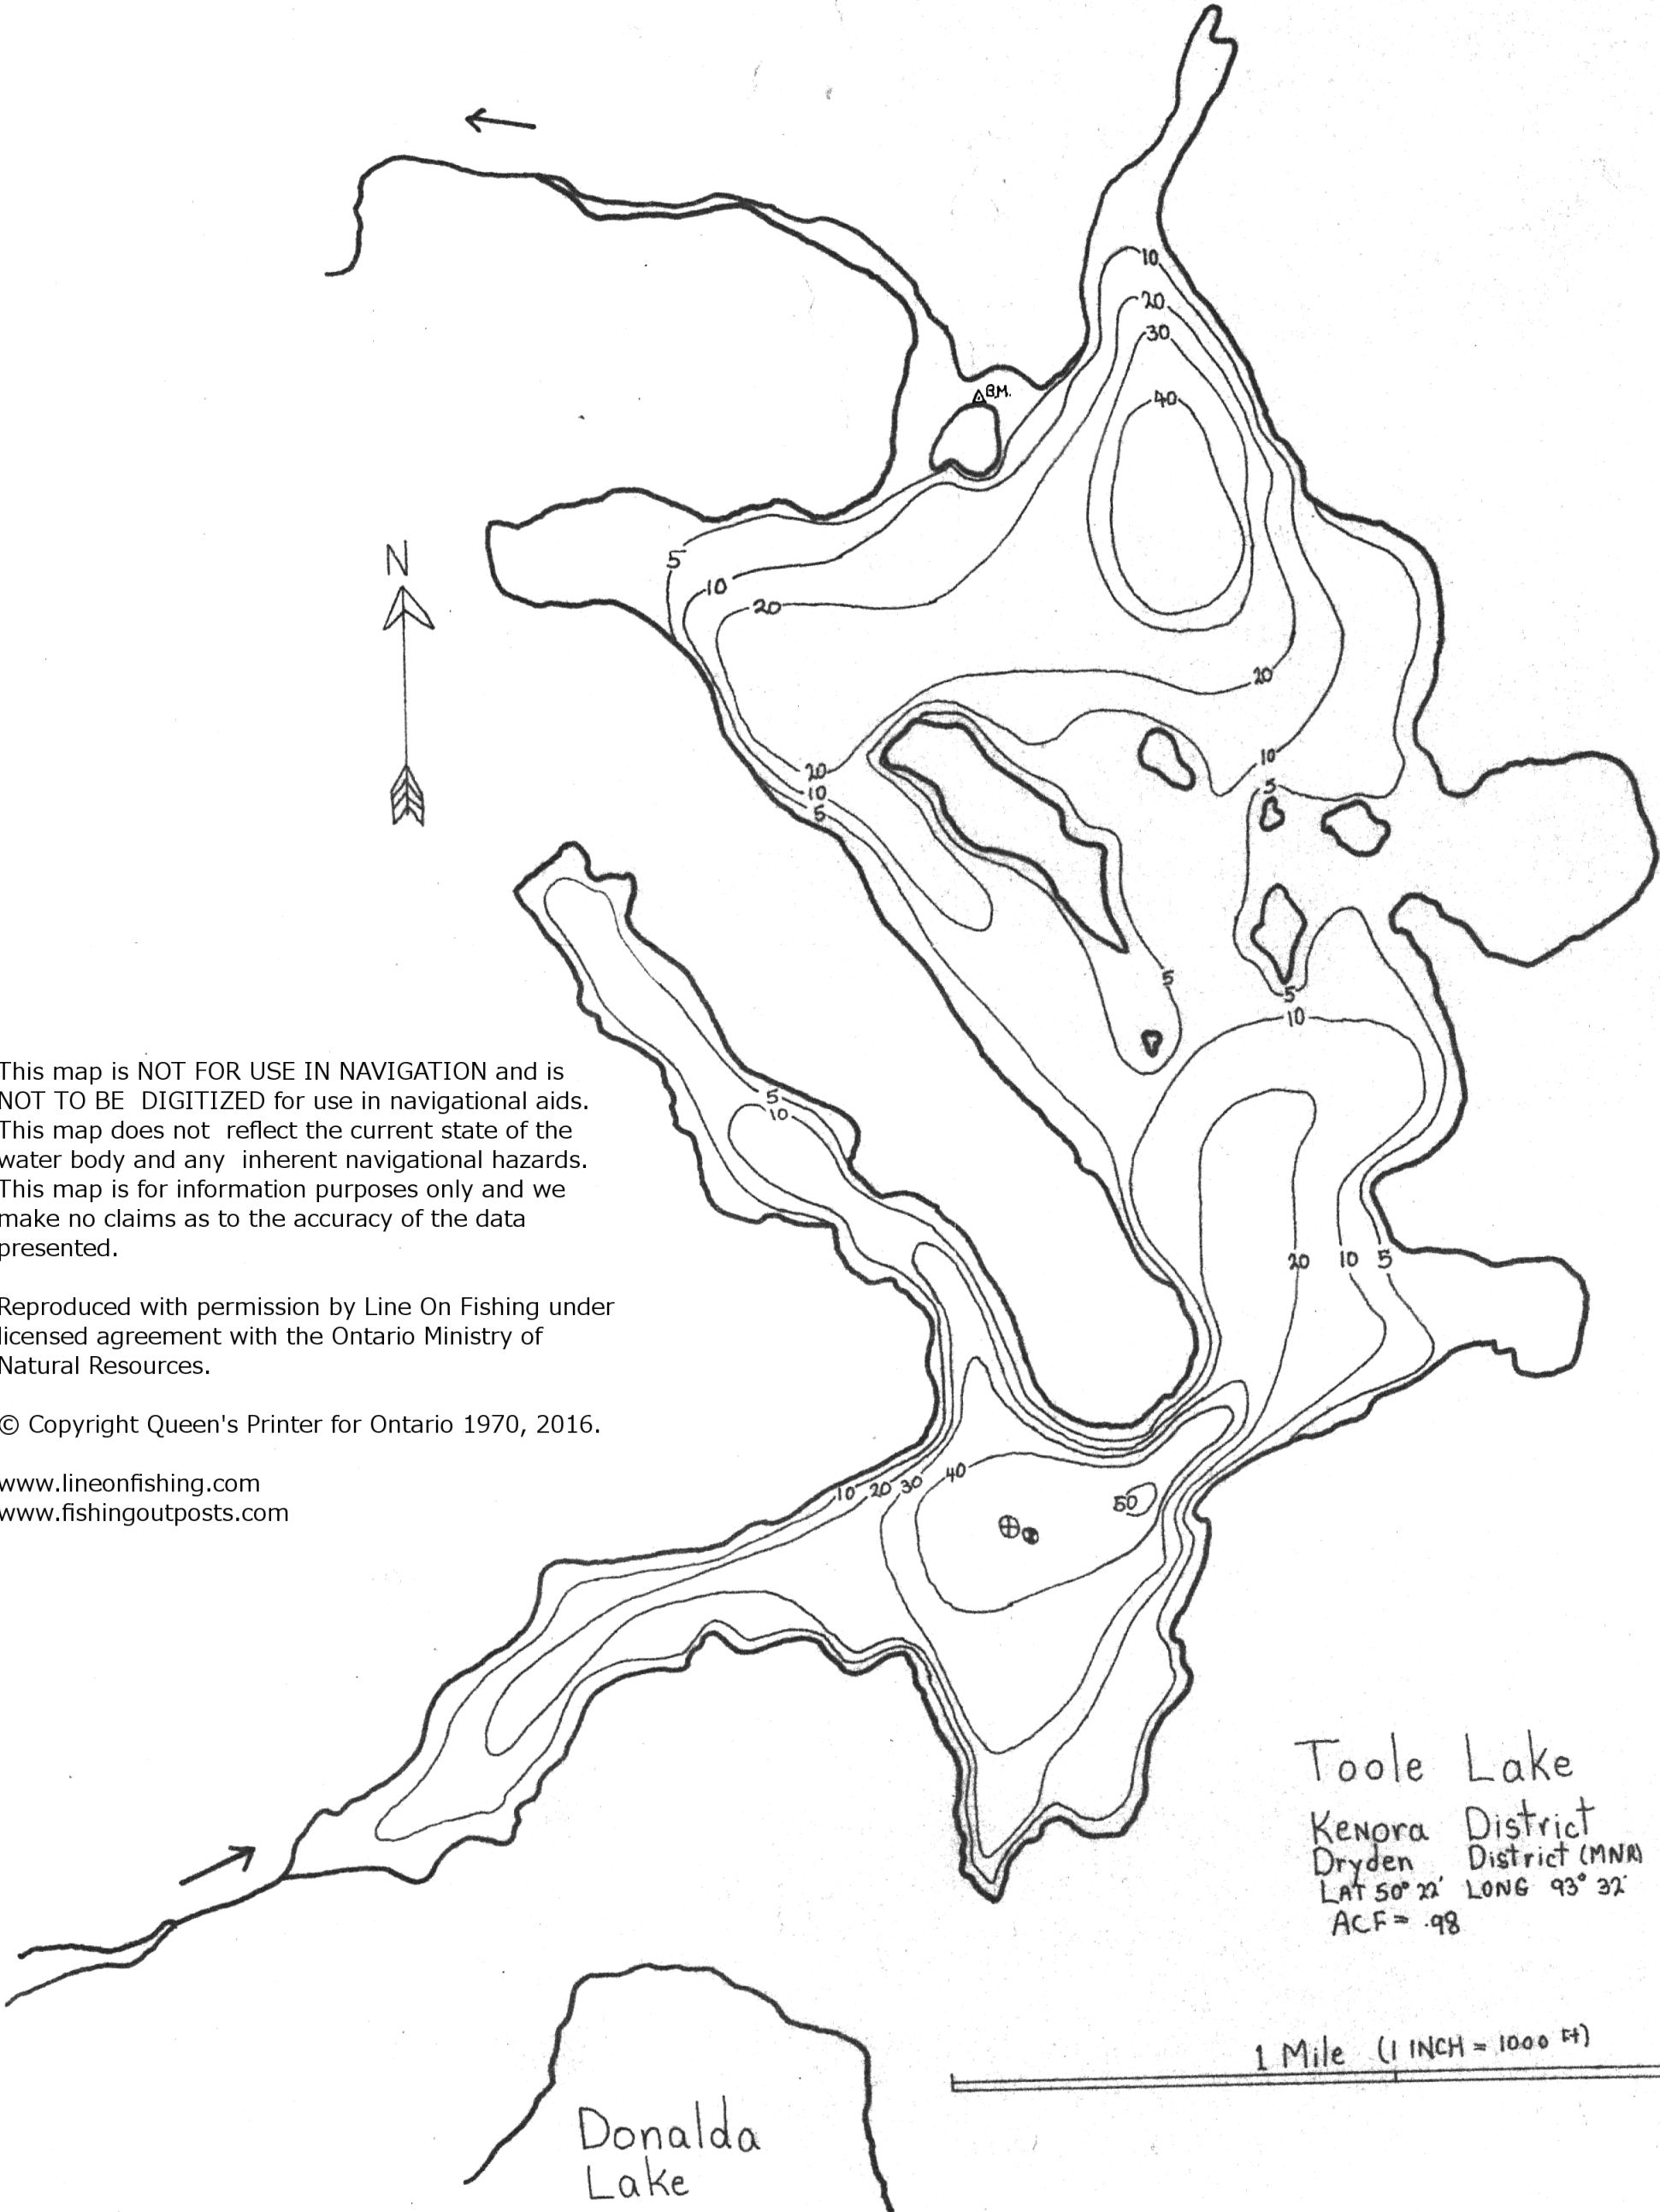 10
20
30
40
B.M.
5
10
20
N
20
10
20
10
5
5
5
5
10
5
10
20 10 5
This map is NOT FOR USE IN NAVIGATION and is
NOT TO BE DIGITIZED for use in navigational aids.
This map does not reflect the current state of the
water body and any inherent navigational hazards.
This map is for information purposes only and we
make no claims as to the accuracy of the data
presented.
Reproduced with permission by Line On Fishing under
licensed agreement with the Ontario Ministry of
Natural Resources.
© Copyright Queen's Printer for Ontario 1970, 2016.
www.lineonfishing.com
www.fishingoutposts.com
10 20 30 40
50
Toole Lake
Kenora District
Dryden District (MNR)
LAT 50° 22' LONG 93° 32'
ACF = .98
1 Mile (1 INCH = 1000 Ft)
Donalda
Lake